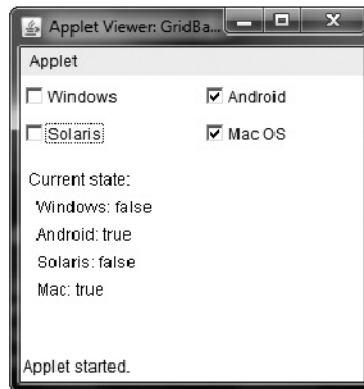 Applet Viewer: GridBa...
Applet
Windows Android
Solaris Mac OS
Current state:
Windows: false
Android: true
Solaris: false
Mac: true
Applet started.